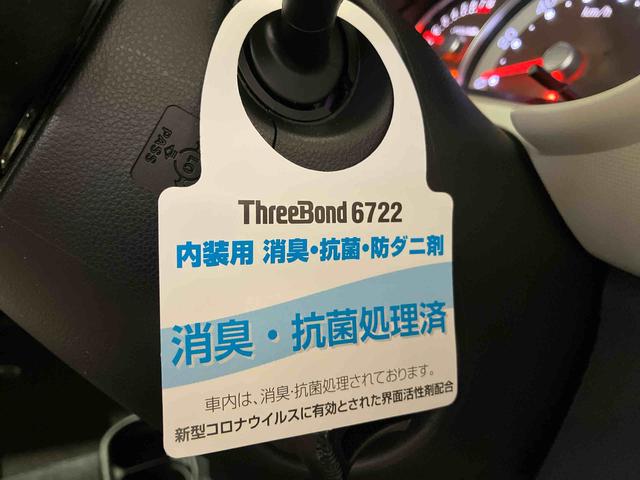 ThreeBond 6722
内装用 消臭・抗菌・防ダニ剤
消臭・抗菌処理済
車内は、消臭・抗菌処理されております。
新型コロナウイルスに有効とされた界面活性剤配合
PASS
LO
km/h